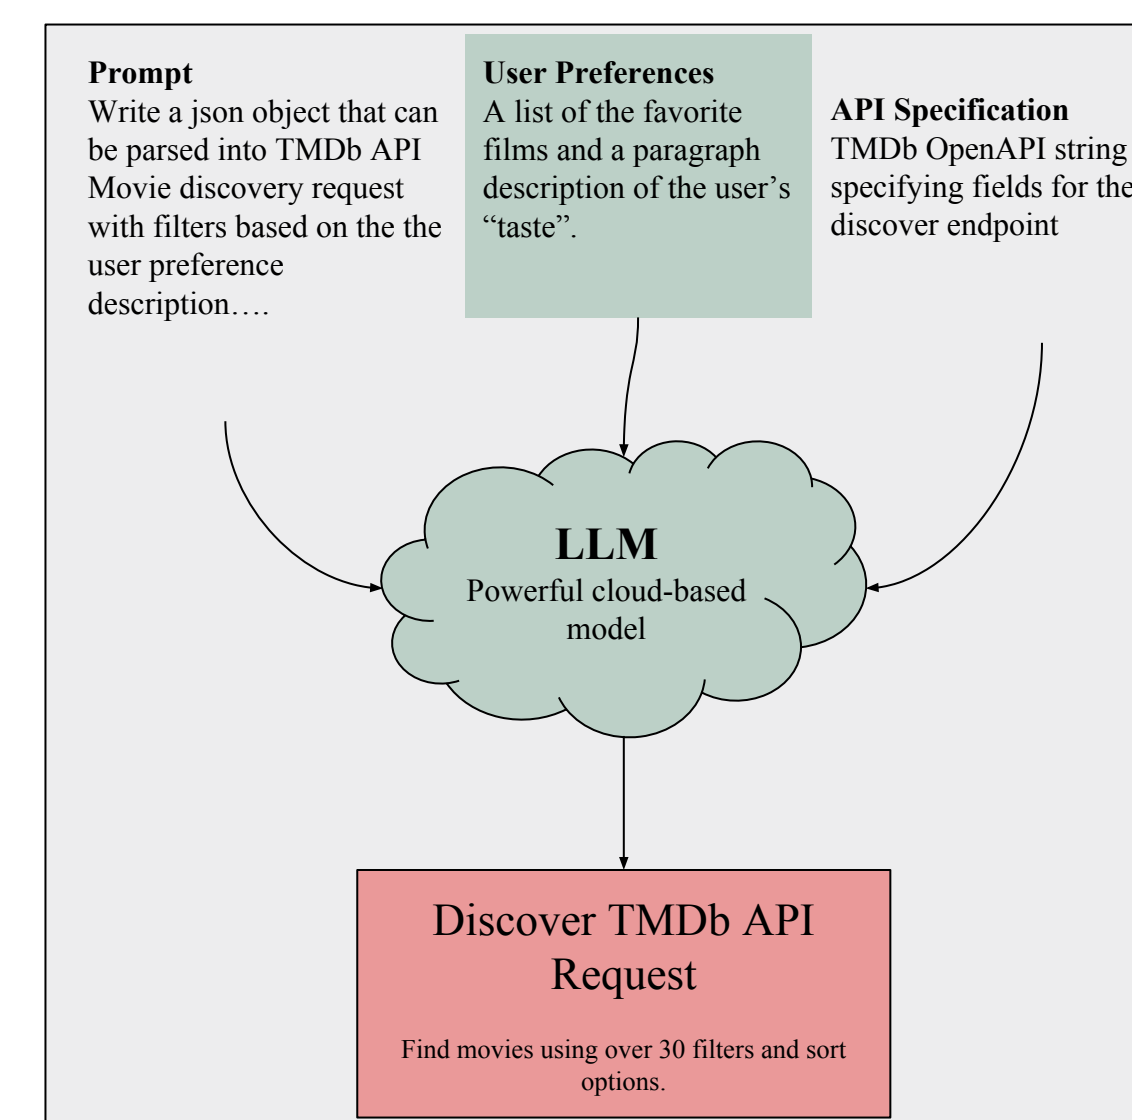 Prompt
Write a json object that can
be parsed into TMDb API
Movie discovery request
with filters based on the the
user preference
description….
User Preferences
A list of the favorite
films and a paragraph
description of the user’s
“taste”.
API Specification
TMDb OpenAPI string
specifying fields for the
discover endpoint
LLM
Powerful cloud-based
model
Discover TMDb API
Request
Find movies using over 30 filters and sort
options.